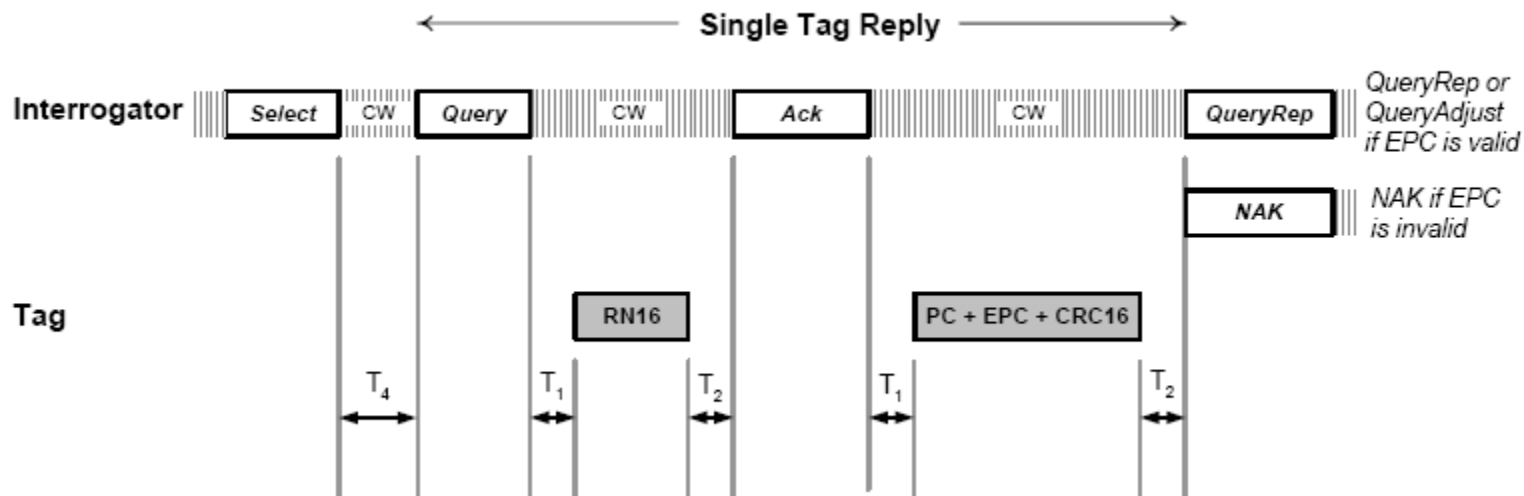 Single Tag Reply
Interrogator
Select
CW
Query
CW
Ack
CW
QueryRep
QueryRep or
QueryAdjust
if EPC is valid
NAK
NAK if EPC
is invalid
Tag
RN16
PC + EPC + CRC16
T4
T1
T2
T1
T2